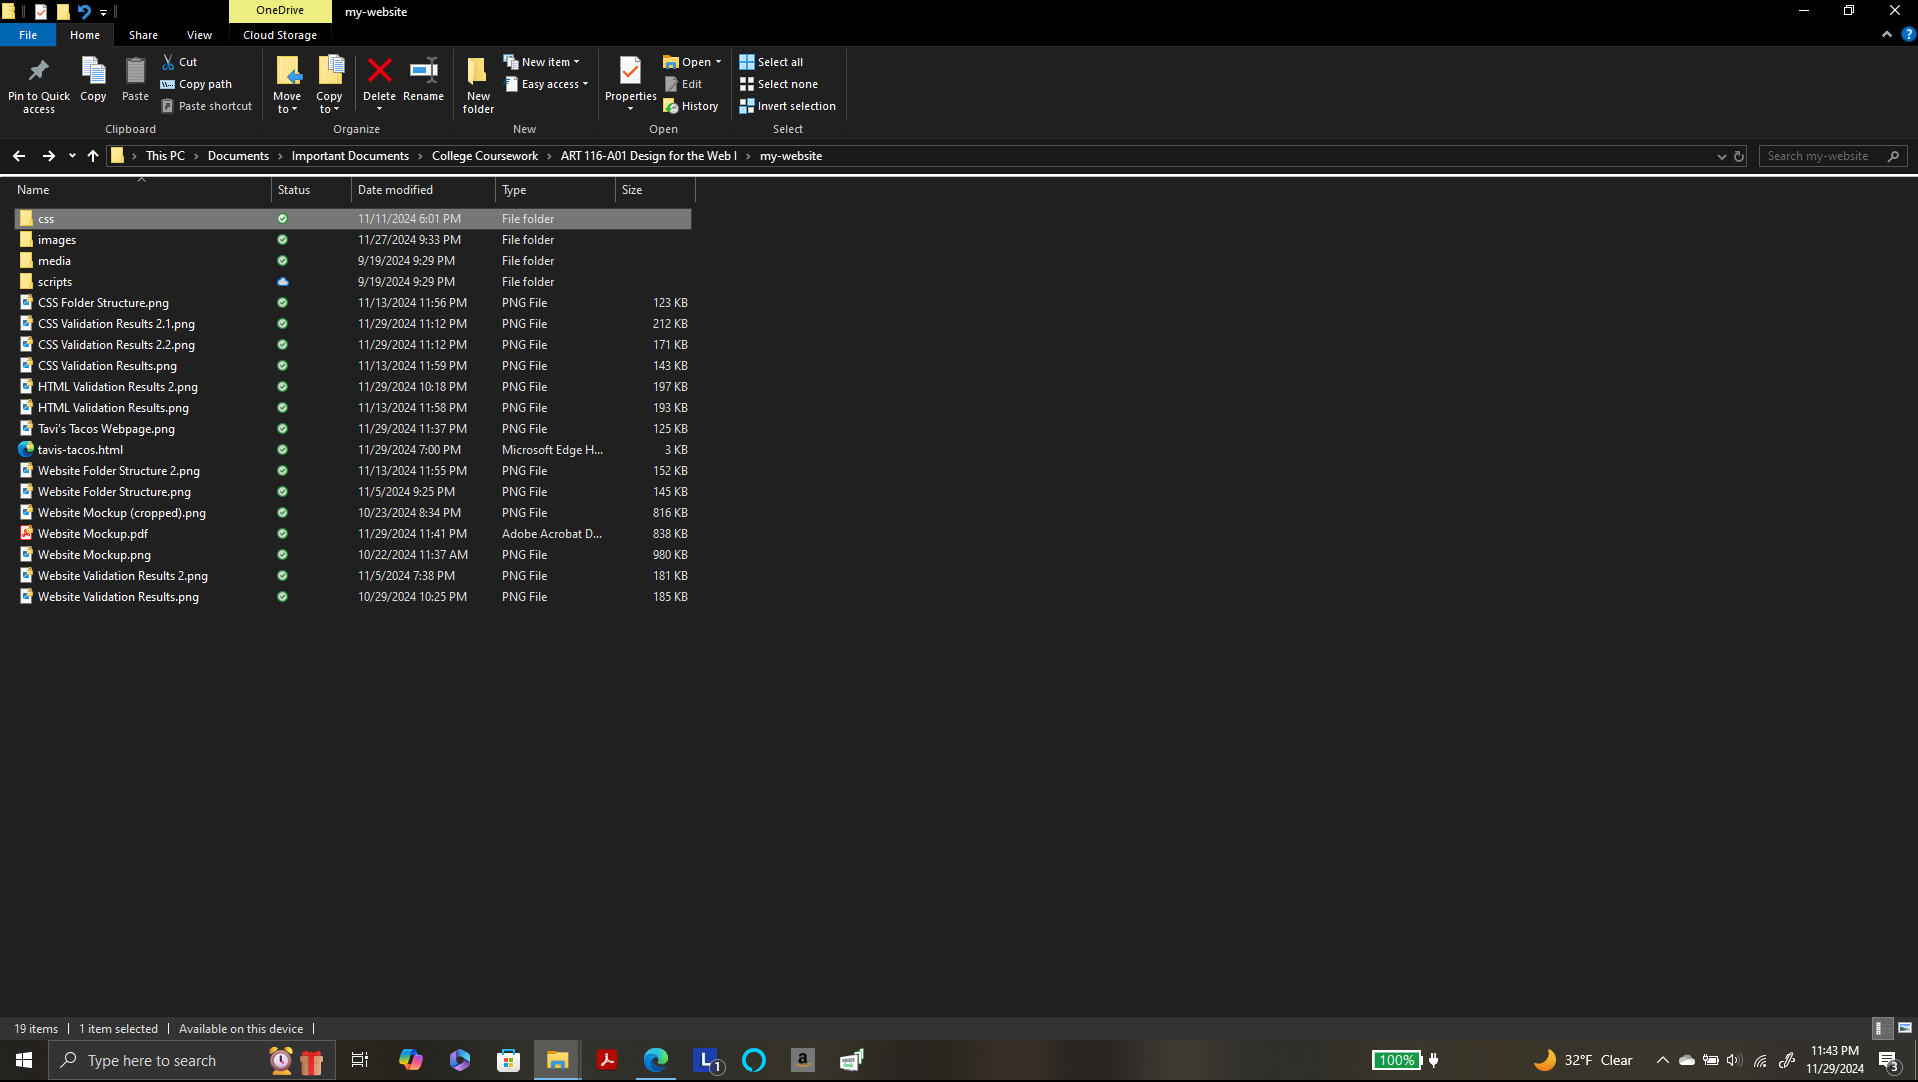 OneDrive
my-website
File
Home
Share
View
Cloud Storage
Pin to Quick access
Copy
Paste
Cut
Copy path
Paste shortcut
Clipboard
Move to
Copy to
Delete
Rename
Organize
New folder
New item
Easy access
New
Properties
Open
Edit
History
Open
Select all
Select none
Invert selection
Select
This PC > Documents > Important Documents > College Coursework > ART 116-A01 Design for the Web I > my-website
Search my-website
Name Status Date modified Type Size
css 11/11/2024 6:01 PM File folder
images 11/27/2024 9:33 PM File folder
media 9/19/2024 9:29 PM File folder
scripts 9/19/2024 9:29 PM File folder
CSS Folder Structure.png 11/13/2024 11:56 PM PNG File 123 KB
CSS Validation Results 2.1.png 11/29/2024 11:12 PM PNG File 212 KB
CSS Validation Results 2.2.png 11/29/2024 11:12 PM PNG File 171 KB
CSS Validation Results.png 11/13/2024 11:59 PM PNG File 143 KB
HTML Validation Results 2.png 11/29/2024 10:18 PM PNG File 197 KB
HTML Validation Results.png 11/13/2024 11:58 PM PNG File 193 KB
Tavi's Tacos Webpage.png 11/29/2024 11:37 PM PNG File 125 KB
tavis-tacos.html 11/29/2024 7:00 PM Microsoft Edge H... 3 KB
Website Folder Structure 2.png 11/13/2024 11:55 PM PNG File 152 KB
Website Folder Structure.png 11/5/2024 9:25 PM PNG File 145 KB
Website Mockup (cropped).png 10/23/2024 8:34 PM PNG File 816 KB
Website Mockup.pdf 11/29/2024 11:41 PM Adobe Acrobat D... 838 KB
Website Mockup.png 10/22/2024 11:37 AM PNG File 980 KB
Website Validation Results 2.png 11/5/2024 7:38 PM PNG File 181 KB
Website Validation Results.png 10/29/2024 10:25 PM PNG File 185 KB
19 items
1 item selected
Available on this device
Type here to search
L
1
a
100%
32°F Clear
11:43 PM
11/29/2024
3